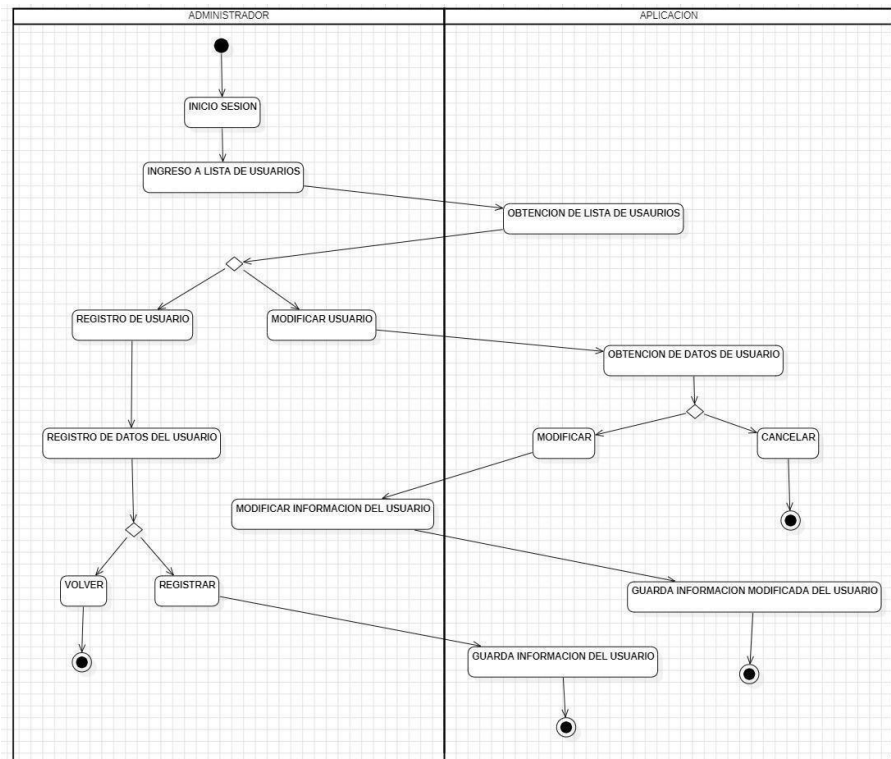 ADMINISTRADOR
APLICACION
INICIO SESION
INGRESO A LISTA DE USUARIOS
OBTENCION DE LISTA DE USAURIOS
REGISTRO DE USUARIO
MODIFICAR USUARIO
OBTENCION DE DATOS DE USUARIO
REGISTRO DE DATOS DEL USUARIO
MODIFICAR
CANCELAR
MODIFICAR INFORMACION DEL USUARIO
VOLVER
REGISTRAR
GUARDA INFORMACION MODIFICADA DEL USUARIO
GUARDA INFORMACION DEL USUARIO